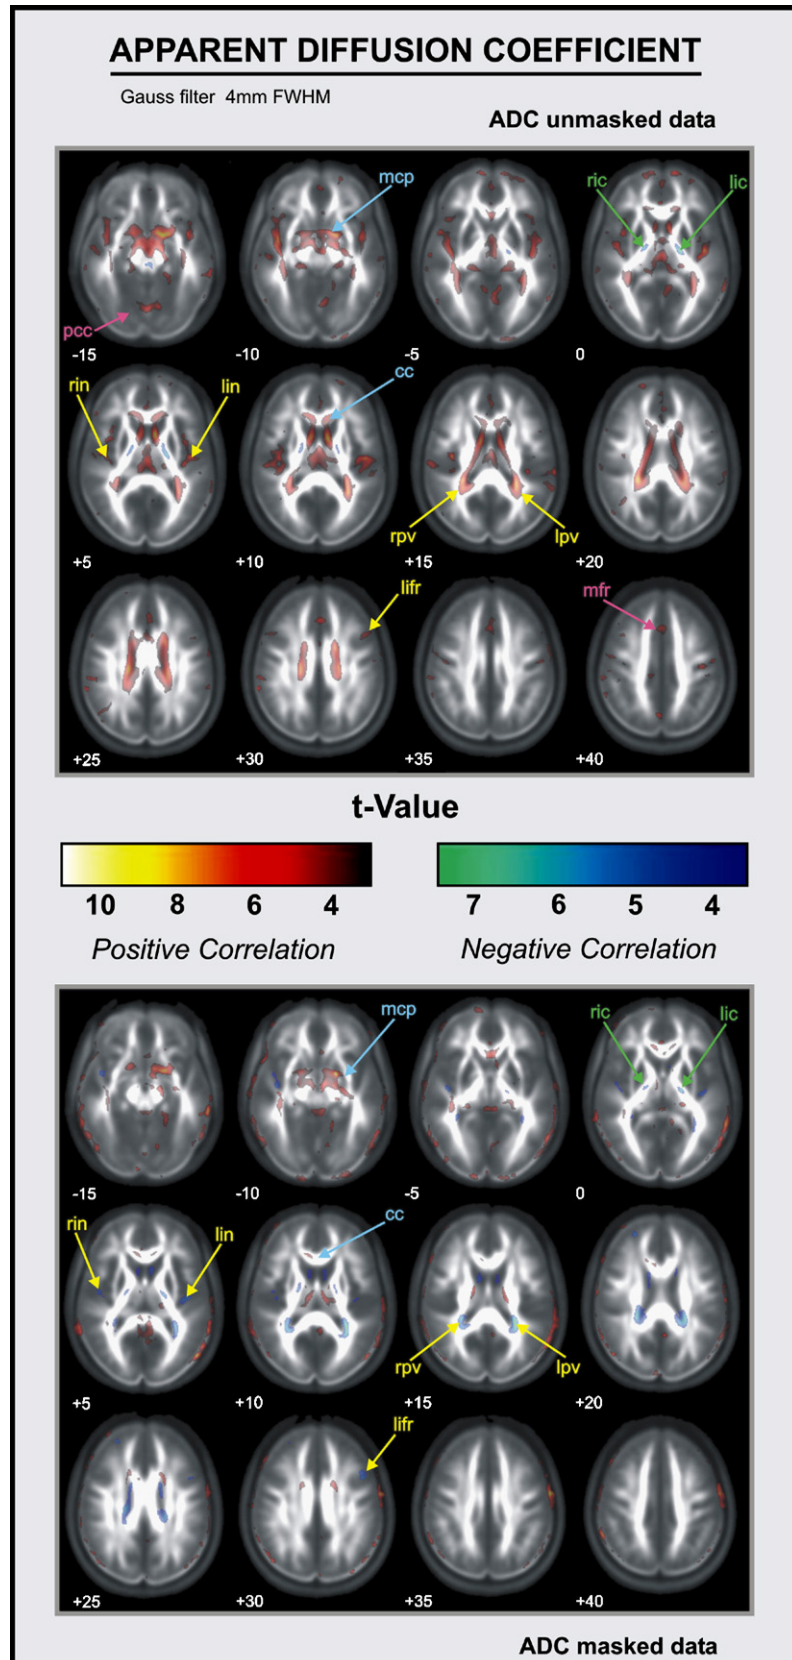 APPARENT DIFFUSION COEFFICIENT
Gauss filter 4mm FWHM
ADC unmasked data
mcp
ric
lic
pcc
-15
-10
-5
0
rin
lin
cc
rpv
lpv
+5
+10
+15
+20
lifr
mfr
+25
+30
+35
+40
t-Value
10 8 6 4
7 6 5 4
Positive Correlation
Negative Correlation
mcp
ric
lic
-15
-10
-5
0
rin
lin
cc
rpv
lpv
+5
+10
+15
+20
lifr
+25
+30
+35
+40
ADC masked data